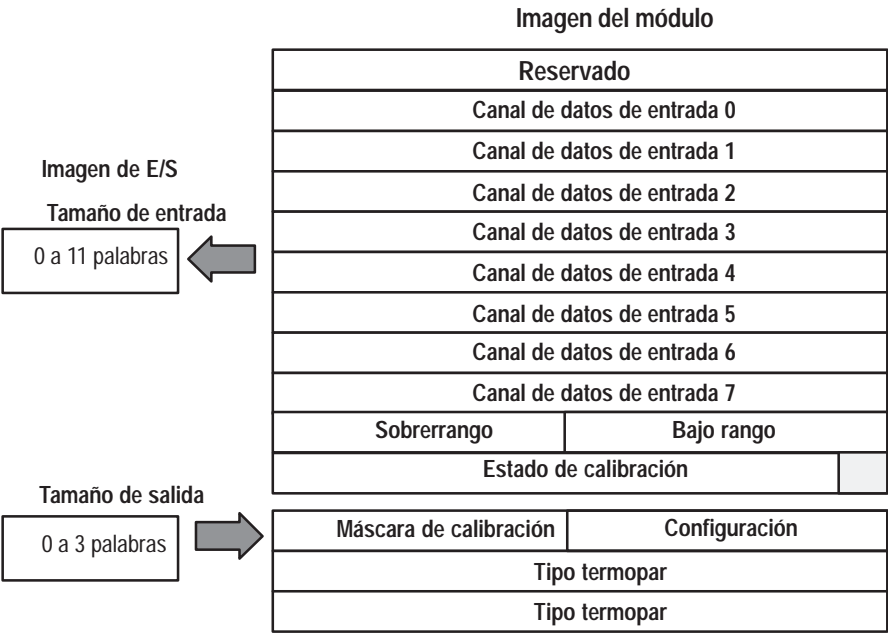 Imagen del módulo
Reservado
Canal de datos de entrada 0
Canal de datos de entrada 1
Imagen de E/S
Canal de datos de entrada 2
Tamaño de entrada
Canal de datos de entrada 3
0 a 11 palabras
Canal de datos de entrada 4
Canal de datos de entrada 5
Canal de datos de entrada 6
Canal de datos de entrada 7
Sobrerrango Bajo rango
Estado de calibración
Tamaño de salida
Máscara de calibración Configuración
0 a 3 palabras
Tipo termopar
Tipo termopar